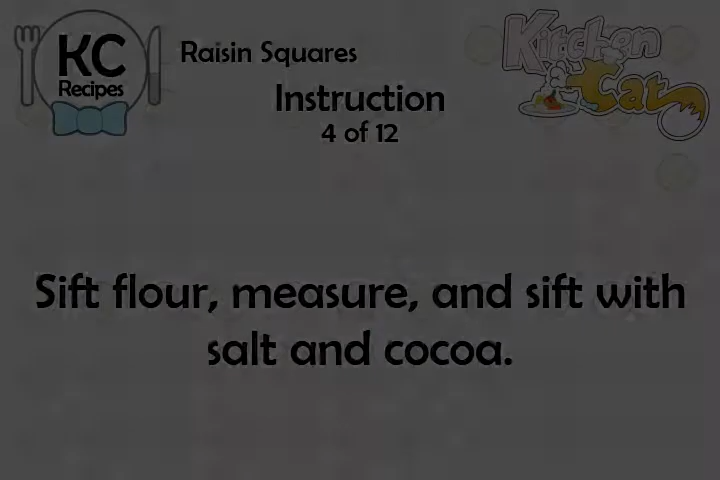 KC
Recipes
Raisin Squares
Kitchen
Cat
Instruction
4 of 12
Sift flour, measure, and sift with
salt and cocoa.